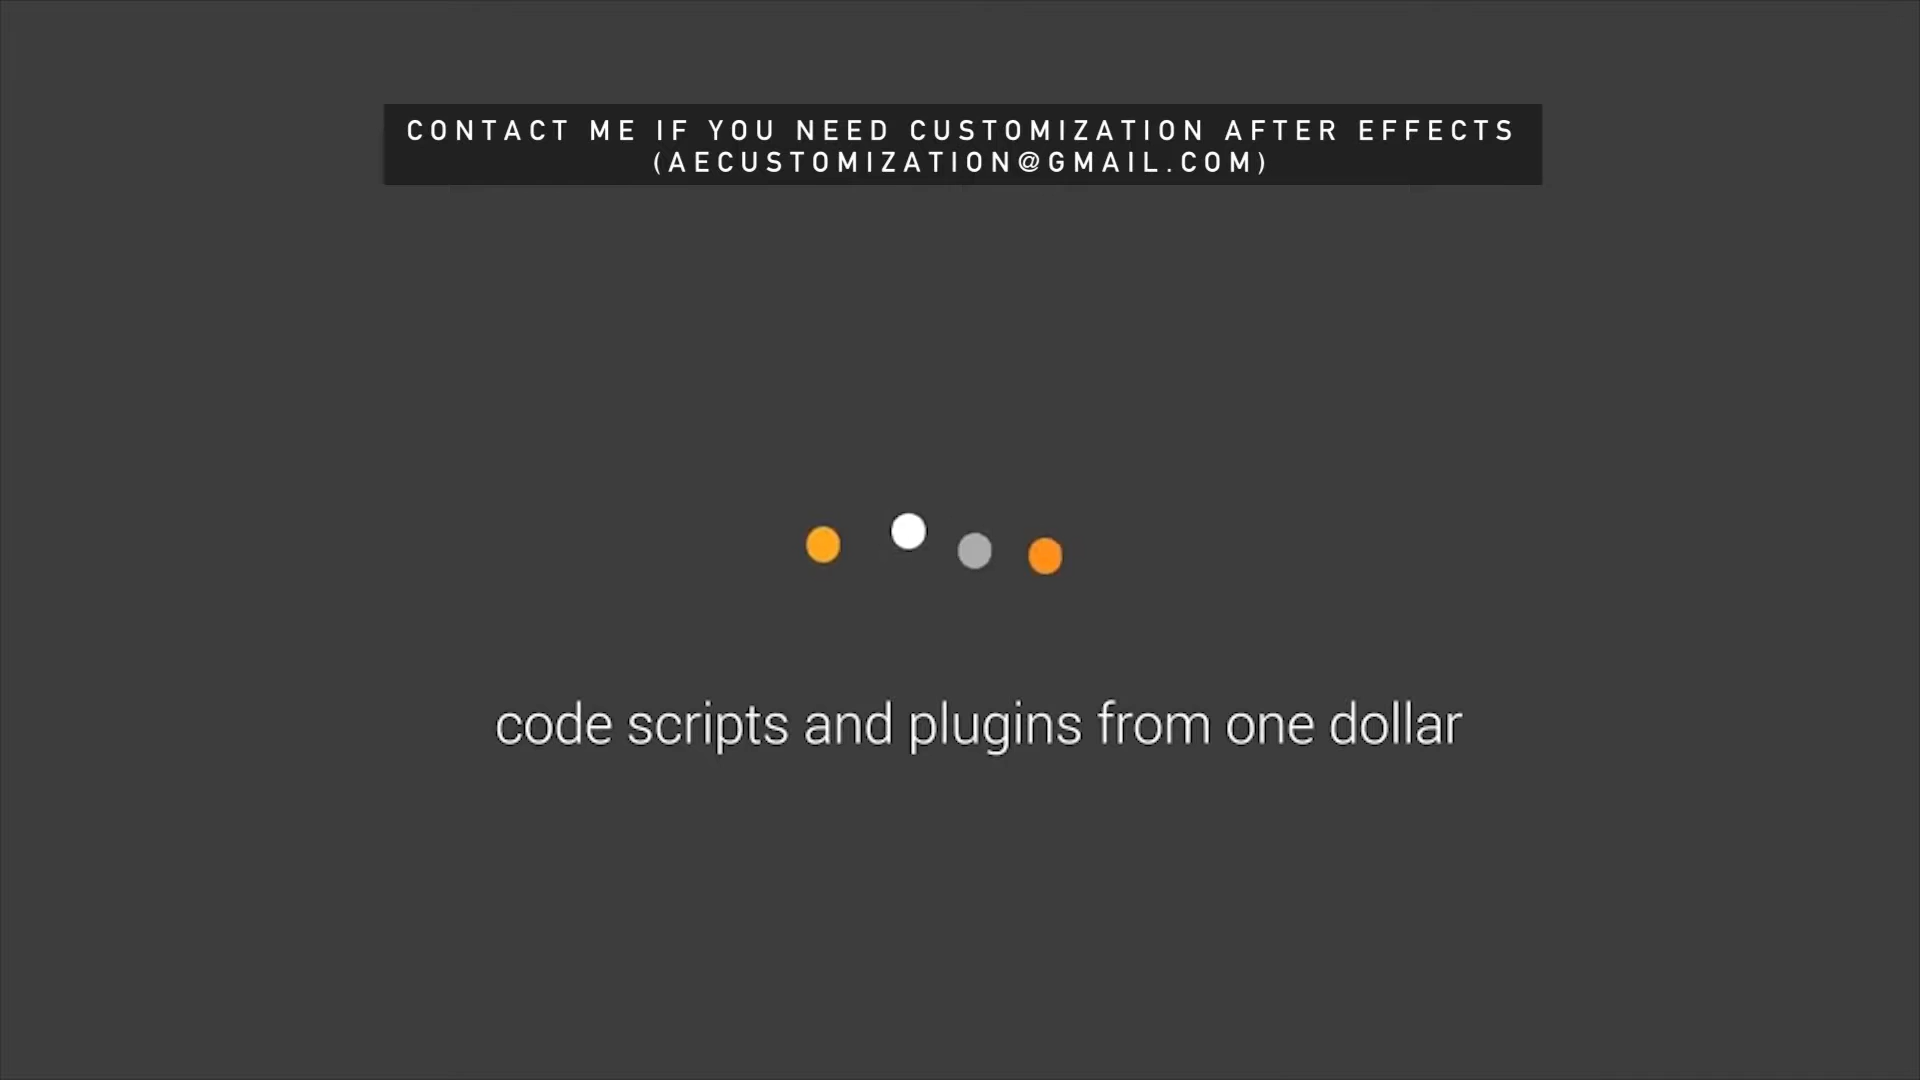 CONTACT ME IF YOU NEED CUSTOMIZATION AFTER EFFECTS
(AECUSTOMIZATION@GMAIL.COM)
code scripts and plugins from one dollar